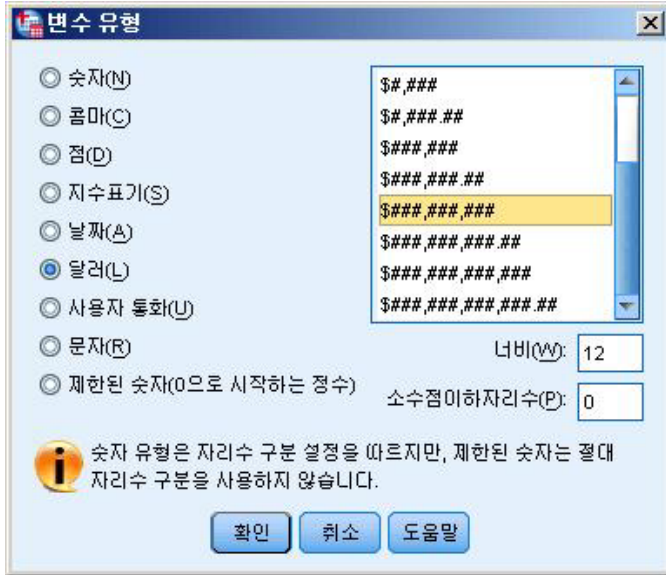 변수 유형
숫자(N)
콤마(C)
점(D)
지수표기(S)
날짜(A)
달러(L)
사용자 통화(U)
문자(R)
제한된 숫자(0으로 시작하는 정수)
$#,###
$#,###.##
$###,###
$###,###.##
$###,###,###
$###,###,###.##
$###,###,###,###
$###,###,###,###.##
너비(W): 12
소수점이하자리수(P): 0
숫자 유형은 자리수 구분 설정을 따르지만, 제한된 숫자는 절대
자리수 구분을 사용하지 않습니다.
확인 취소 도움말